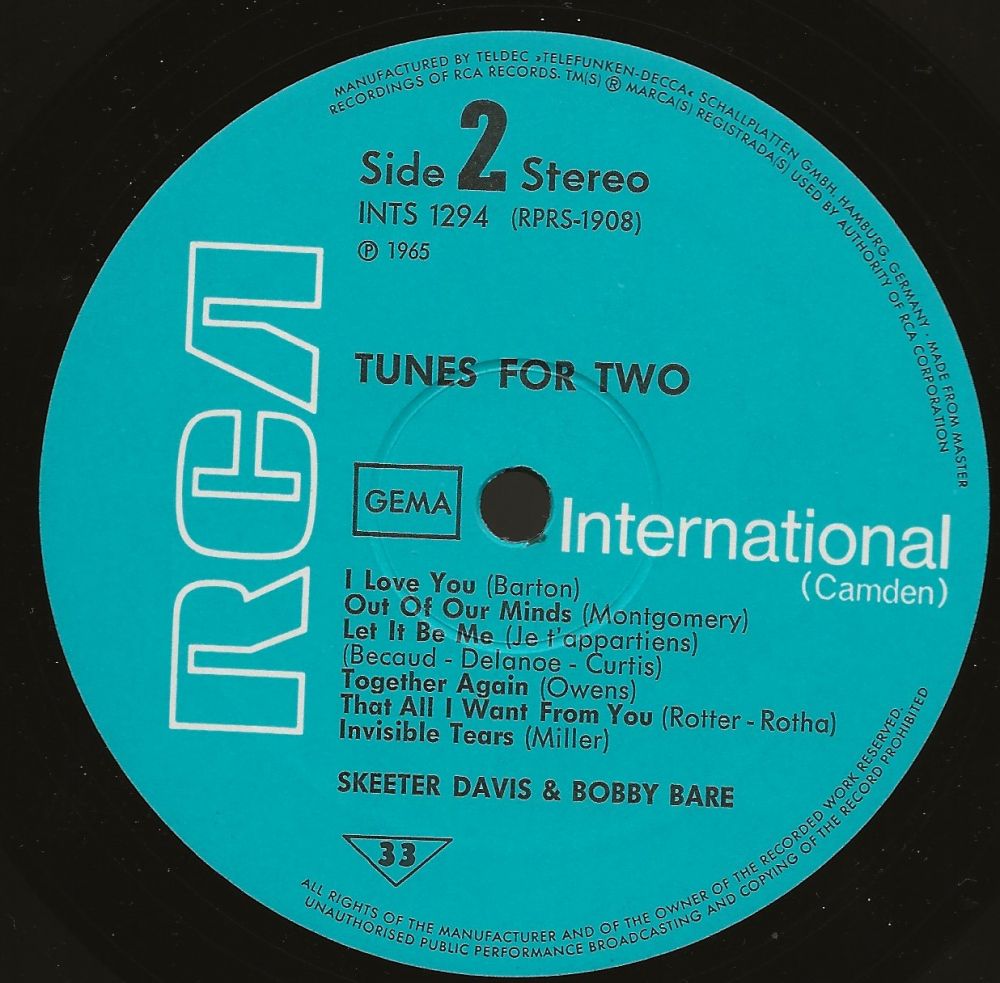 MANUFACTURED BY TELDEC »TELEFUNKEN-DECCA« SCHALLPLATTEN GMBH, HAMBURG, GERMANY · MADE FROM MASTER
RECORDINGS OF RCA RECORDS. TM(S) ® MARCA(S) REGISTRADA(S) USED BY AUTHORITY OF RCA CORPORATION
Side 2 Stereo
INTS 1294 (RPRS-1908)
℗ 1965
RCA
TUNES FOR TWO
GEMA
International
(Camden)
I Love You (Barton)
Out Of Our Minds (Montgomery)
Let It Be Me (Je t'appartiens)
(Becaud - Delanoe - Curtis)
Together Again (Owens)
That All I Want From You (Rotter - Rotha)
Invisible Tears (Miller)
SKEETER DAVIS & BOBBY BARE
33
ALL RIGHTS OF THE MANUFACTURER AND OF THE OWNER OF THE RECORDED WORK RESERVED.
UNAUTHORISED PUBLIC PERFORMANCE BROADCASTING AND COPYING OF THE RECORD PROHIBITED